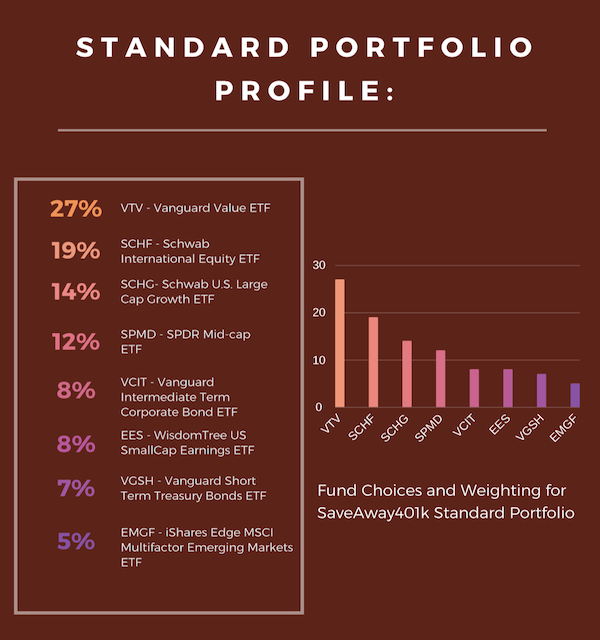 STANDARD PORTFOLIO
PROFILE:
27% VTV - Vanguard Value ETF
19% SCHF - Schwab
International Equity ETF
14% SCHG- Schwab U.S. Large
Cap Growth ETF
12% SPMD - SPDR Mid-cap
ETF
8% VCIT - Vanguard
Intermediate Term
Corporate Bond ETF
8% EES - WisdomTree US
SmallCap Earnings ETF
7% VGSH - Vanguard Short
Term Treasury Bonds ETF
5% EMGF - iShares Edge MSCI
Multifactor Emerging Markets
ETF
30
20
10
0
VTV SCHF SCHG SPMD VCIT EES VGSH EMGF
Fund Choices and Weighting for
SaveAway401k Standard Portfolio